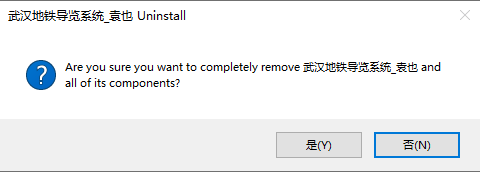 武汉地铁导览系统_袁也 Uninstall
Are you sure you want to completely remove 武汉地铁导览系统_袁也 and
all of its components?
是(Y)
否(N)